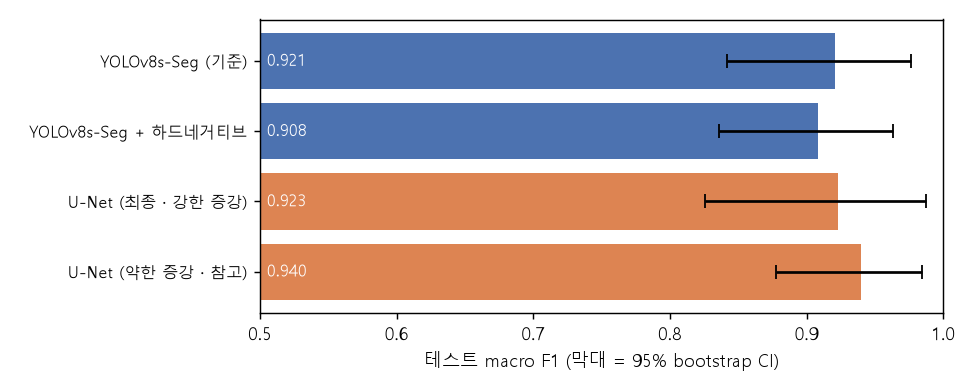 YOLOv8s-Seg (기준)
0.921
YOLOv8s-Seg + 하드네거티브
0.908
U-Net (최종 · 강한 증강)
0.923
U-Net (약한 증강 · 참고)
0.940
0.5 0.6 0.7 0.8 0.9 1.0
테스트 macro F1 (막대 = 95% bootstrap CI)